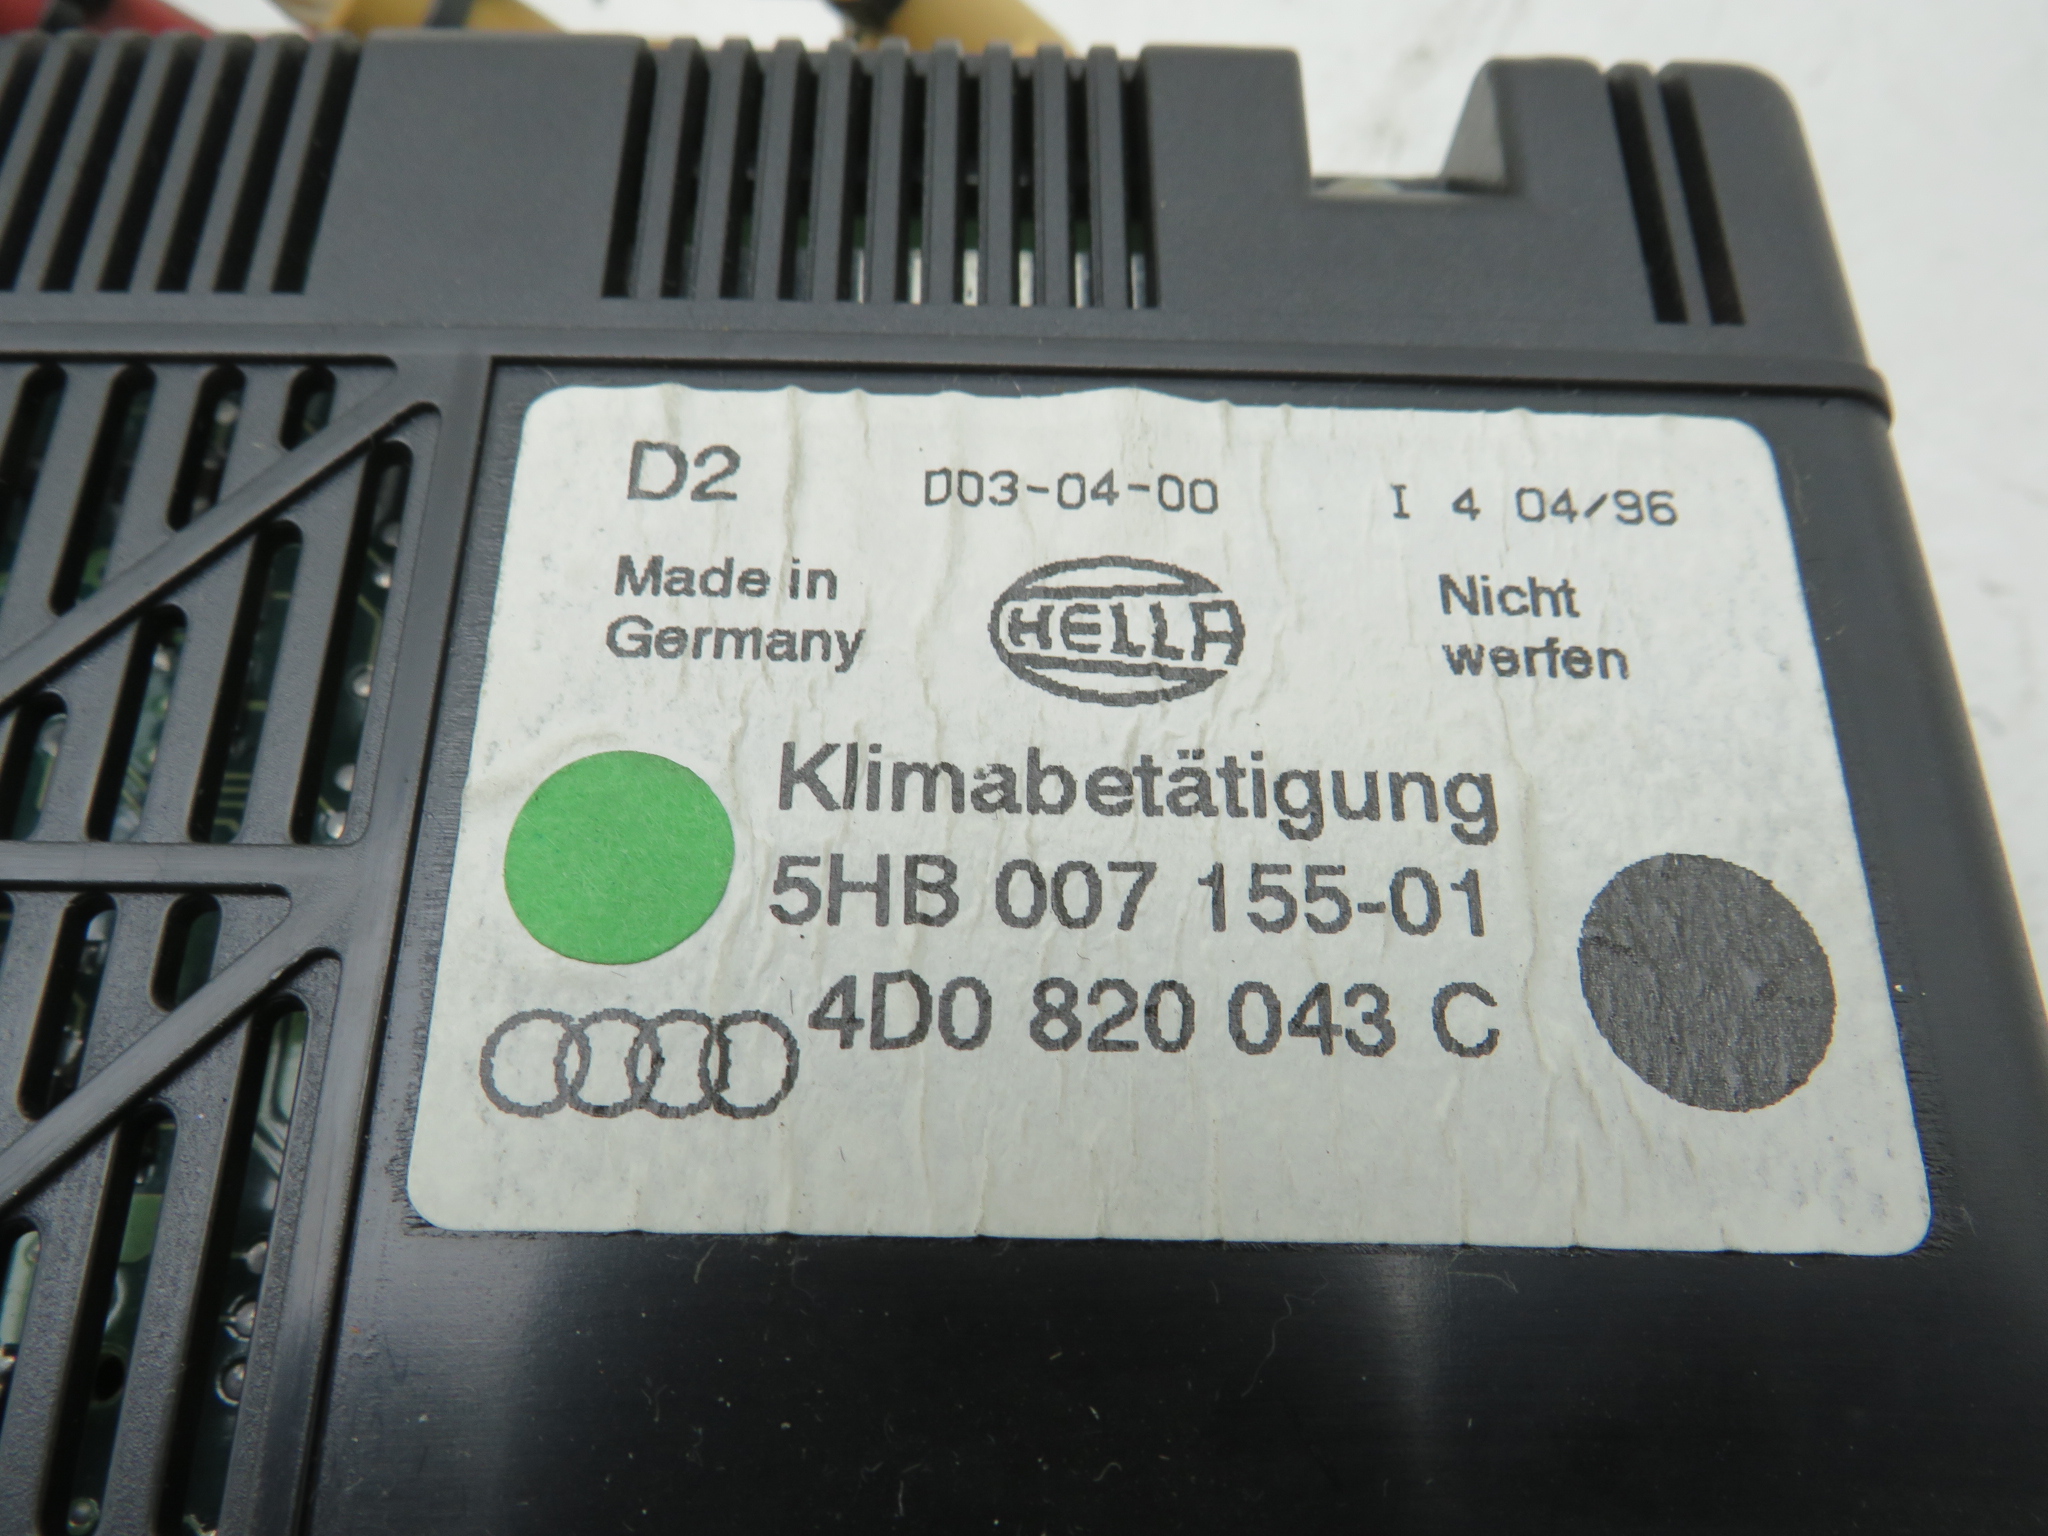 D2 D03-04-00 I 4 04/96
Made in
Germany
HELLA
Nicht
werfen
Klimabetätigung
5HB 007 155-01
4D0 820 043 C